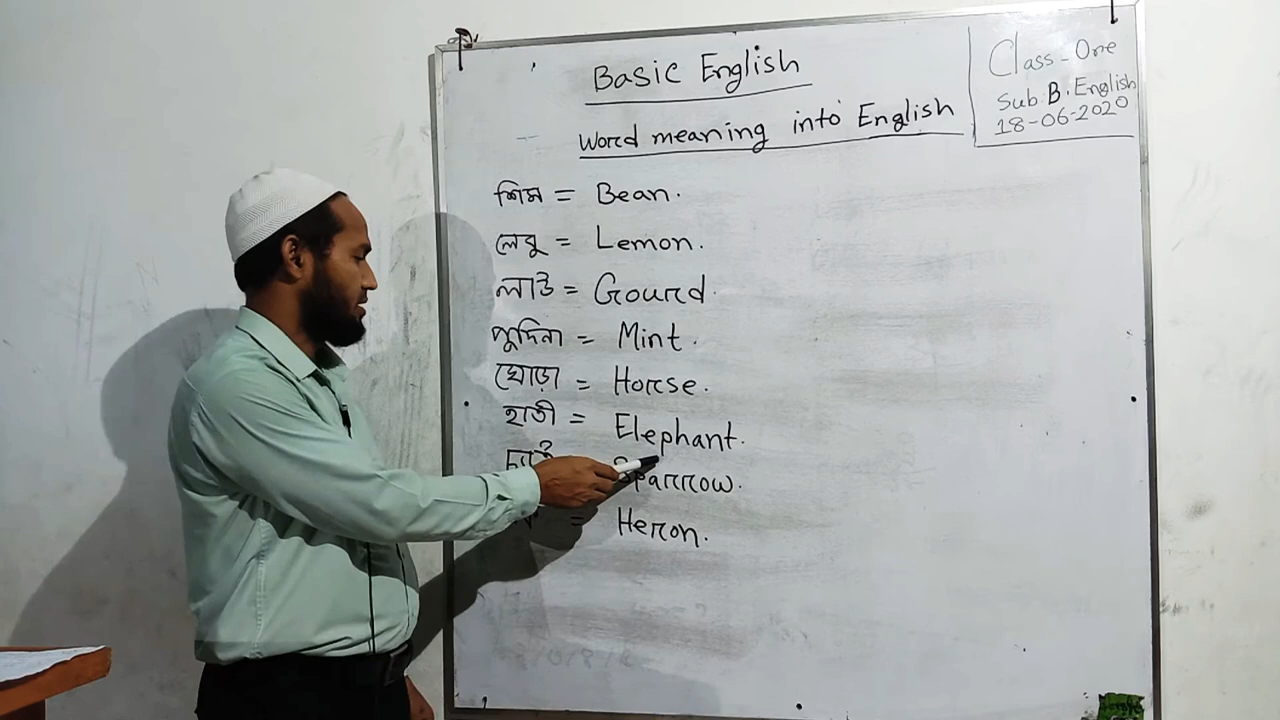 Basic English
Word meaning into English
Class-One
Sub: B. English
18-06-2020
শিম = Bean.
লেবু = Lemon.
লাউ = Gourd.
পুদিনা = Mint.
ঘোড়া = Horse.
হাতী = Elephant.
Sparrow.
= Heron.